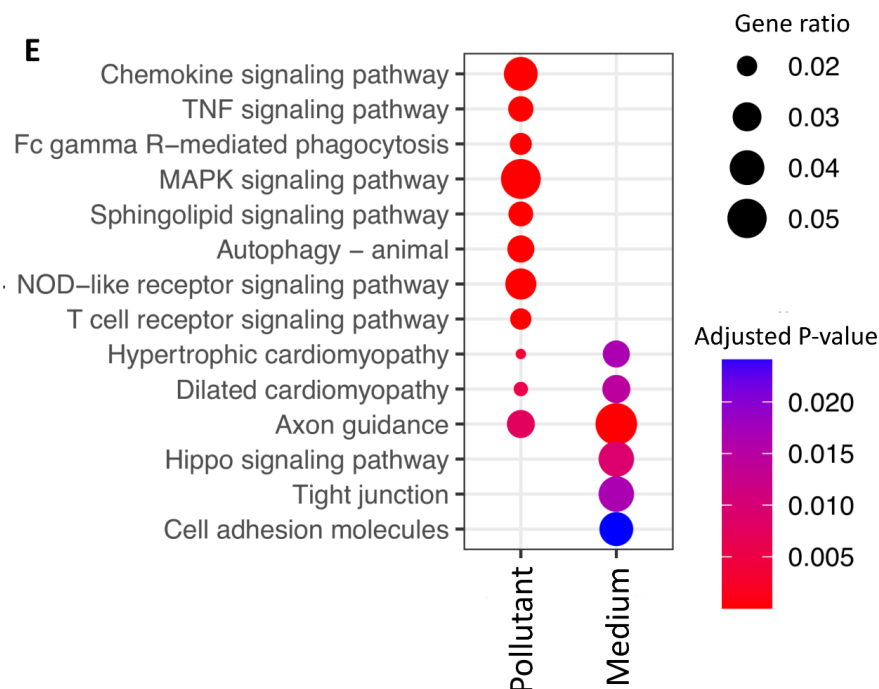 E
Chemokine signaling pathway
TNF signaling pathway
Fc gamma R−mediated phagocytosis
MAPK signaling pathway
Sphingolipid signaling pathway
Autophagy − animal
NOD−like receptor signaling pathway
T cell receptor signaling pathway
Hypertrophic cardiomyopathy
Dilated cardiomyopathy
Axon guidance
Hippo signaling pathway
Tight junction
Cell adhesion molecules
Pollutant
Medium
Gene ratio
0.02
0.03
0.04
0.05
Adjusted P-value
0.020
0.015
0.010
0.005